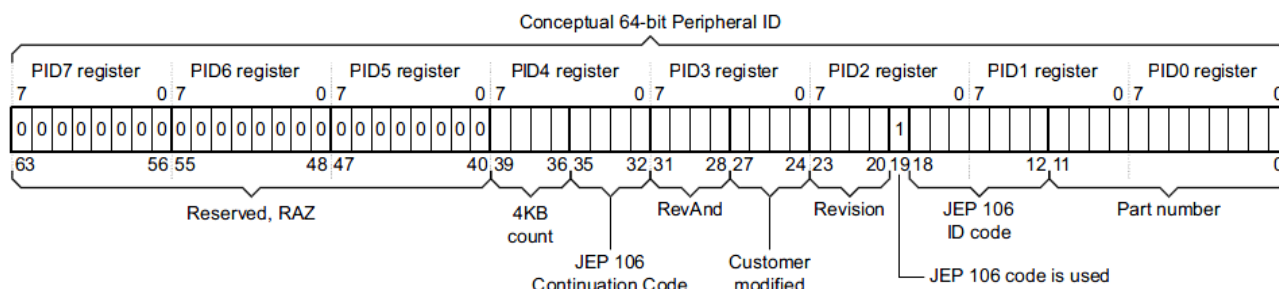 Conceptual 64-bit Peripheral ID
PID7 register PID6 register PID5 register PID4 register PID3 register PID2 register PID1 register PID0 register
7 0 7 0 7 0 7 0 7 0 7 0 7 0 7 0
0 0 0 0 0 0 0 0 0 0 0 0 0 0 0 0 0 0 0 0 0 0 0 0 1
63 56 55 48 47 40 39 36 35 32 31 28 27 24 23 20 19 18 12 11 0
Reserved, RAZ 4KB RevAnd Revision JEP 106 Part number
count ID code
JEP 106 Customer JEP 106 code is used
Continuation Code modified